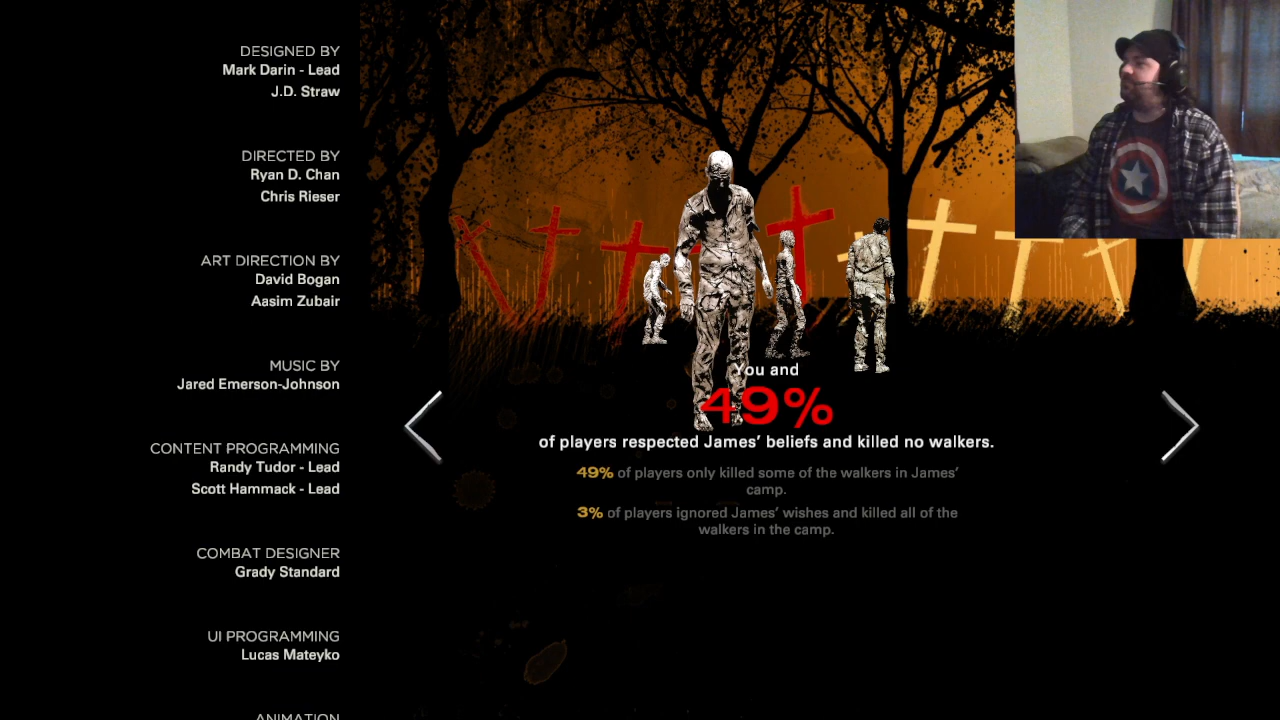 DESIGNED BY
Mark Darin - Lead
J.D. Straw
DIRECTED BY
Ryan D. Chan
Chris Rieser
ART DIRECTION BY
David Bogan
Aasim Zubair
MUSIC BY
Jared Emerson-Johnson
CONTENT PROGRAMMING
Randy Tudor - Lead
Scott Hammack - Lead
COMBAT DESIGNER
Grady Standard
UI PROGRAMMING
Lucas Mateyko
ANIMATION
You and
49%
of players respected James' beliefs and killed no walkers.
49% of players only killed some of the walkers in James'
camp.
3% of players ignored James' wishes and killed all of the
walkers in the camp.